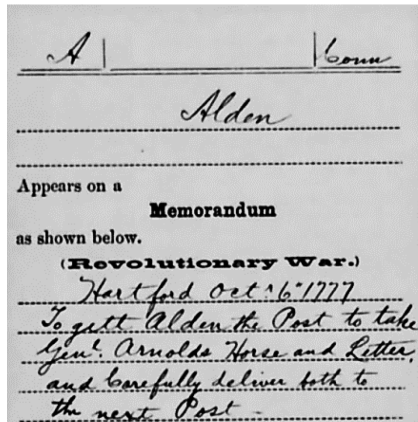 A Conn
Alden
Appears on a
Memorandum
as shown below.
(Revolutionary War.)
Hartford Oct. 6" 1777
To gett Alden the Post to take
Genl. Arnolds Horse and Letter,
and Carefully deliver both to
the next Post -